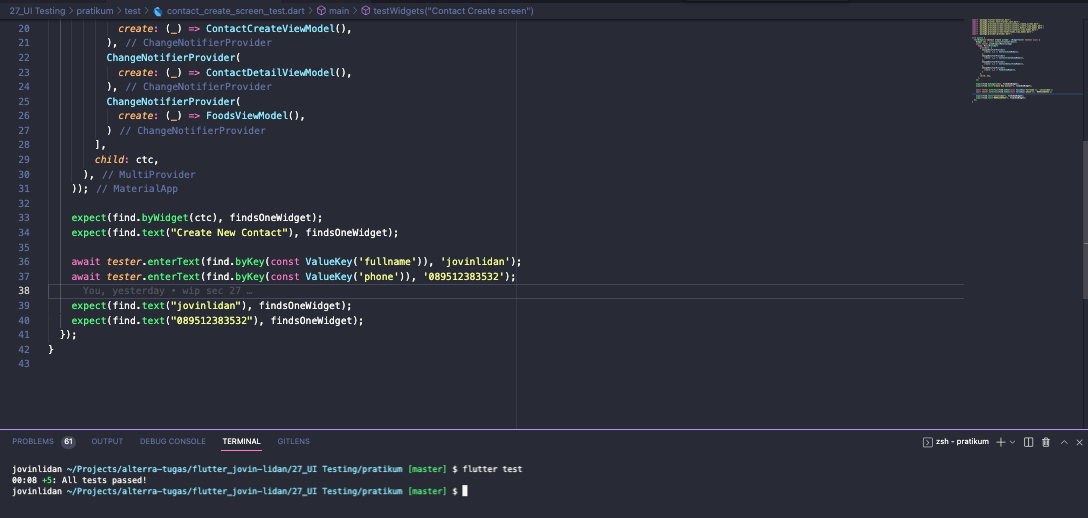 27_UI Testing > pratikum > test > contact_create_screen_test.dart > main > testWidgets("Contact Create screen")
20 create: (_) => ContactCreateViewModel(),
21 ), // ChangeNotifierProvider
22 ChangeNotifierProvider(
23 create: (_) => ContactDetailViewModel(),
24 ), // ChangeNotifierProvider
25 ChangeNotifierProvider(
26 create: (_) => FoodsViewModel(),
27 ) // ChangeNotifierProvider
28 ],
29 child: ctc,
30 ), // MultiProvider
31 )); // MaterialApp
32
33 expect(find.byWidget(ctc), findsOneWidget);
34 expect(find.text("Create New Contact"), findsOneWidget);
35
36 await tester.enterText(find.byKey(const ValueKey('fullname')), 'jovinlidan');
37 await tester.enterText(find.byKey(const ValueKey('phone')), '089512383532');
38 You, yesterday • wip sec 27 …
39 expect(find.text("jovinlidan"), findsOneWidget);
40 expect(find.text("089512383532"), findsOneWidget);
41 });
42 }
43
PROBLEMS 61 OUTPUT DEBUG CONSOLE TERMINAL GITLENS zsh - pratikum
jovinlidan ~/Projects/alterra-tugas/flutter_jovin-lidan/27_UI Testing/pratikum [master] $ flutter test
00:08 +5: All tests passed!
jovinlidan ~/Projects/alterra-tugas/flutter_jovin-lidan/27_UI Testing/pratikum [master] $